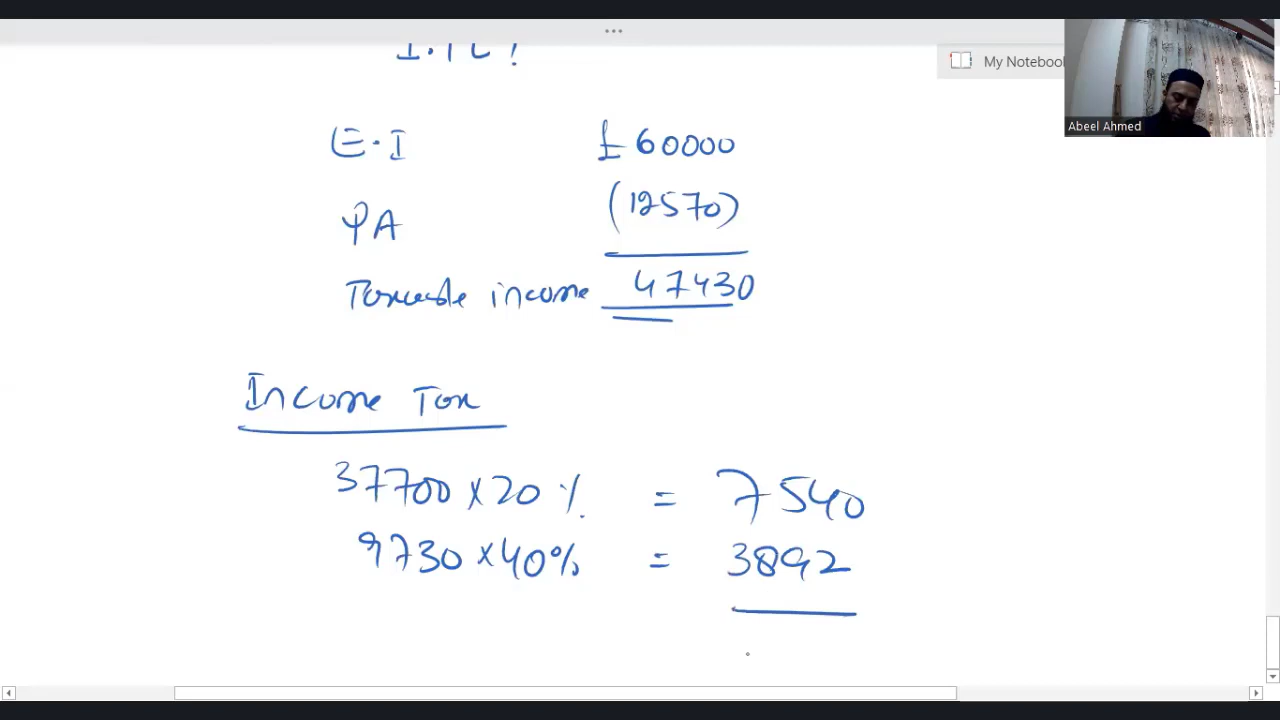 My Notebook
Abeel Ahmed
E.I £60000
PA (12570)
Taxable income 47430
Income Tax
37700 x 20% = 7540
9730 x 40% = 3892